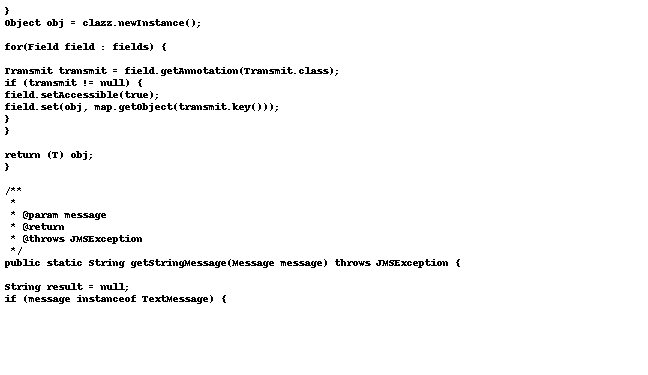 }
Object obj = clazz.newInstance();
for(Field field : fields) {
Transmit transmit = field.getAnnotation(Transmit.class);
if (transmit != null) {
field.setAccessible(true);
field.set(obj, map.getObject(transmit.key()));
}
}
return (T) obj;
}
/**
*
* @param message
* @return
* @throws JMSException
*/
public static String getStringMessage(Message message) throws JMSException {
String result = null;
if (message instanceof TextMessage) {